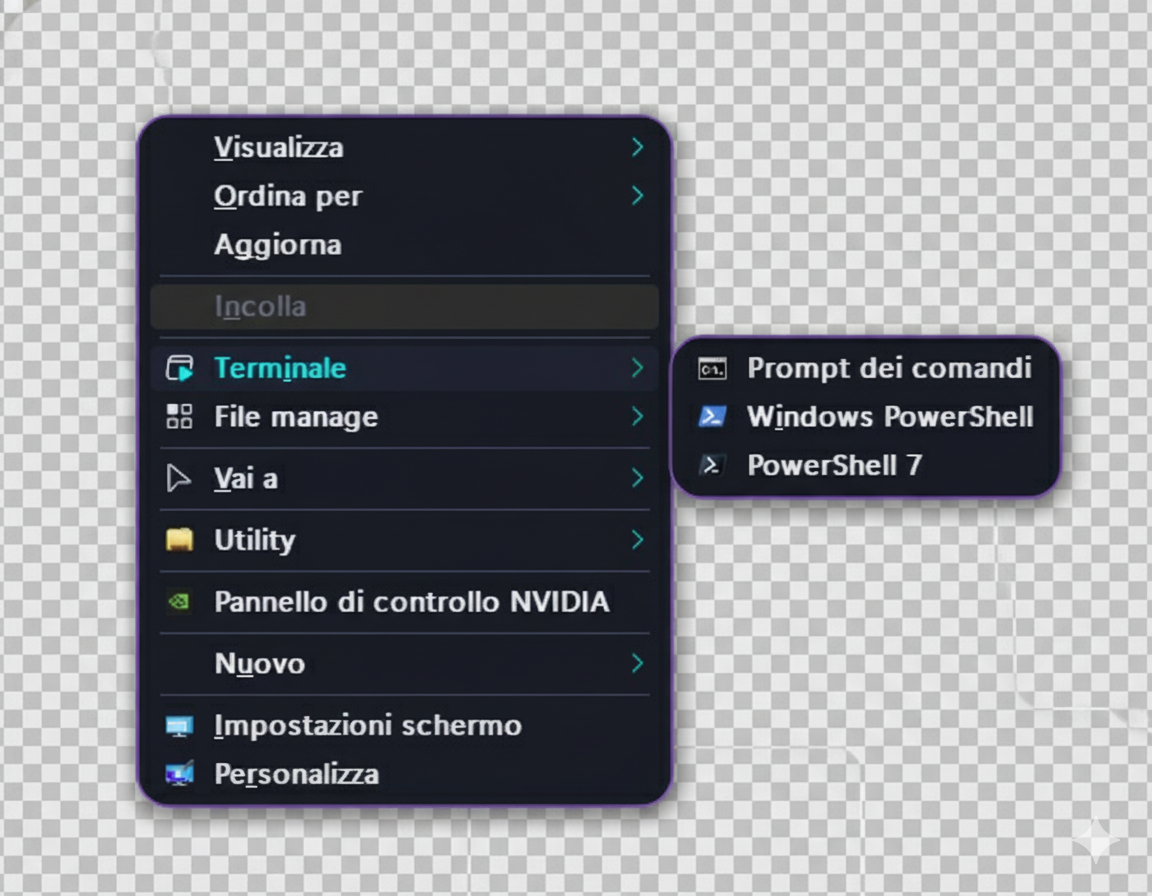 Visualizza
Ordina per
Aggiorna
Incolla
Terminale
File manage
Vai a
Utility
Pannello di controllo NVIDIA
Nuovo
Impostazioni schermo
Personalizza
Prompt dei comandi
Windows PowerShell
PowerShell 7